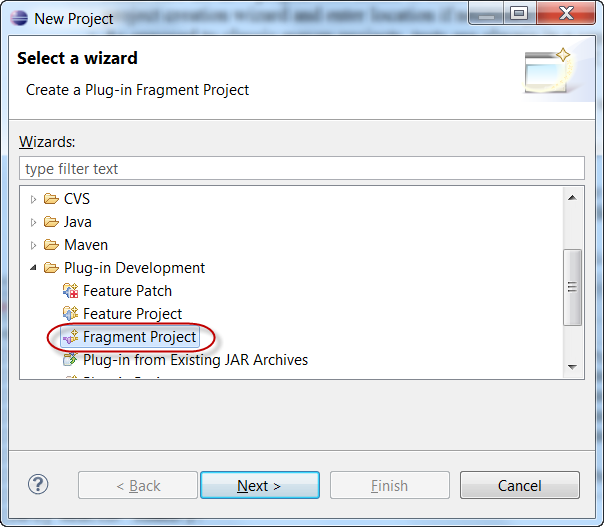 New Project
Select a wizard
Create a Plug-in Fragment Project
Wizards:
type filter text
CVS
Java
Maven
Plug-in Development
Feature Patch
Feature Project
Fragment Project
Plug-in from Existing JAR Archives
< Back
Next >
Finish
Cancel